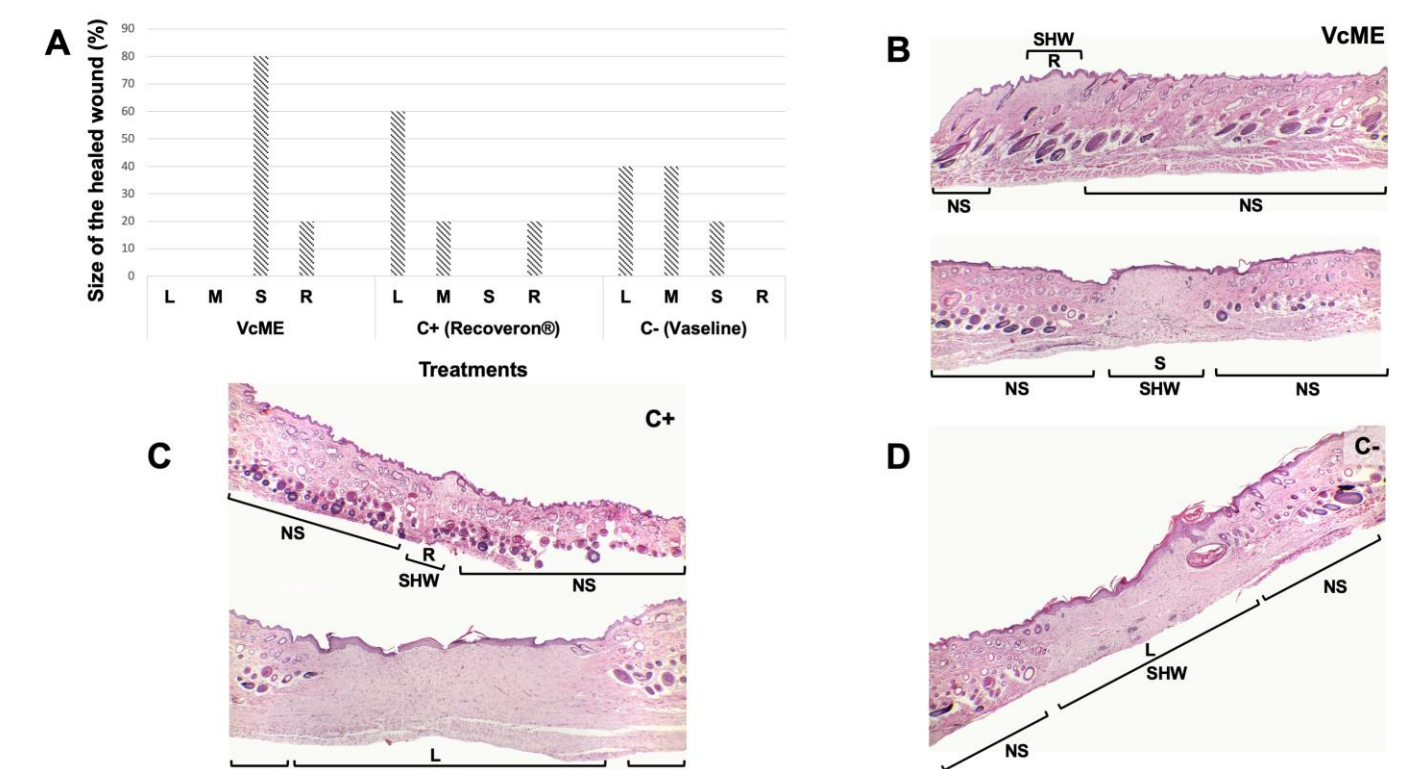 A
Size of the healed wound (%)
90
80
70
60
50
40
30
20
10
0
L M S R L M S R L M S R
VcME C+ (Recoveron®) C- (Vaseline)
Treatments
B
VcME
SHW
R
NS NS
S
NS SHW NS
C
C+
NS
R
SHW
NS
L
D
C-
NS
L
SHW
NS